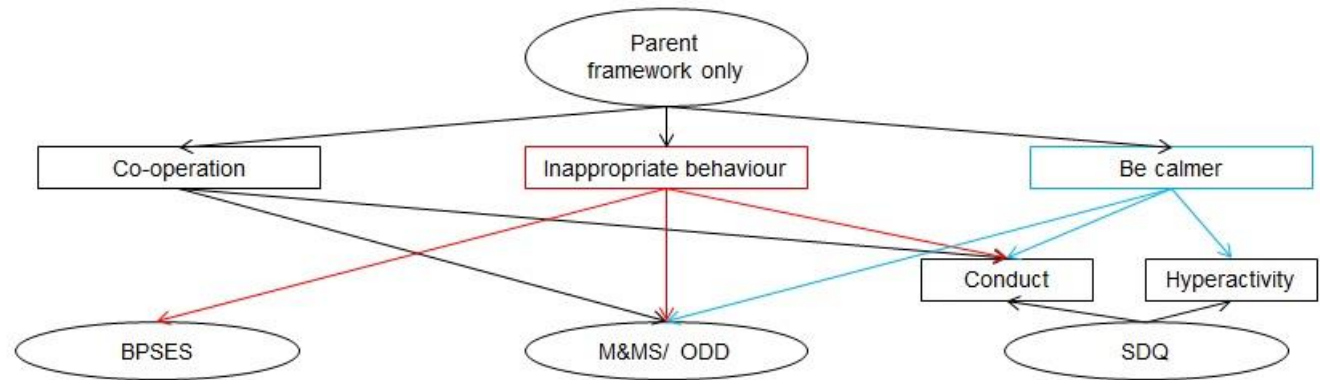 Parent
framework only
Co-operation
Inappropriate behaviour
Be calmer
Conduct
Hyperactivity
BPSES
M&MS/ ODD
SDQ